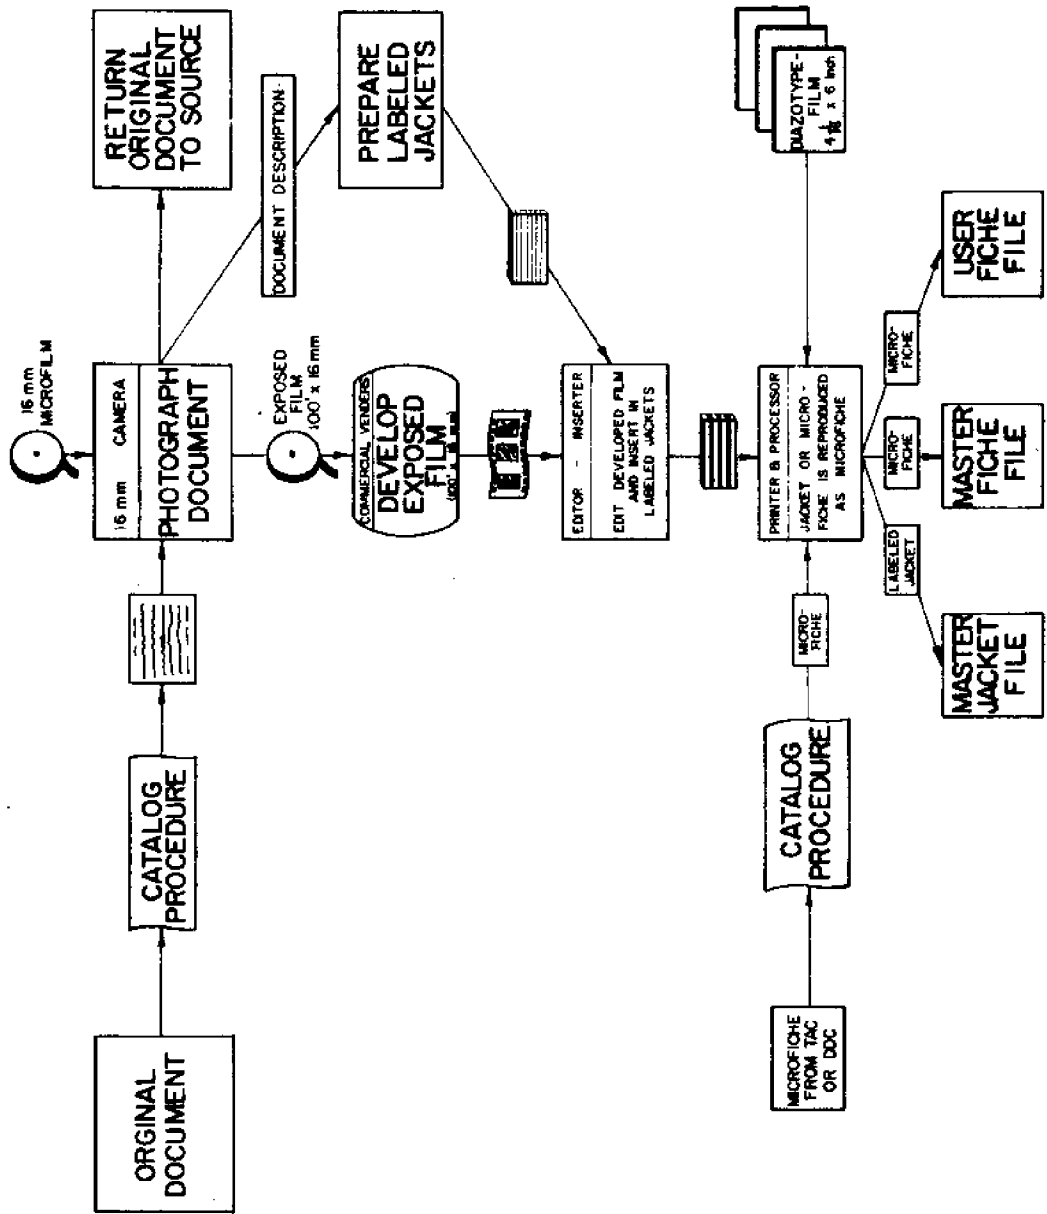 16 mm
MICROFILM
16 mm CAMERA
PHOTOGRAPH
DOCUMENT
RETURN
ORIGINAL
DOCUMENT
TO SOURCE
ORGINAL
DOCUMENT
CATALOG
PROCEDURE
DOCUMENT DESCRIPTION
EXPOSED
FILM
100' x 16 mm
PREPARE
LABELED
JACKETS
COMMERCIAL VENDERS
DEVELOP
EXPOSED
FILM
EDITOR - INSERTER
EDIT DEVELOPED FILM
AND INSERT IN
LABELED JACKETS
DIAZOTYPE-
FILM
4 1/16 x 6 Inch
PRINTER & PROCESSOR
JACKET OR MICRO-
FICHE IS REPRODUCED
AS MICROFICHE
MICRO-
FICHE
CATALOG
PROCEDURE
MICROFICHE
FROM TAC
OR DDC
LABELED
JACKET
MICRO-
FICHE
MICRO-
FICHE
MASTER
JACKET
FILE
MASTER
FICHE
FILE
USER
FICHE
FILE